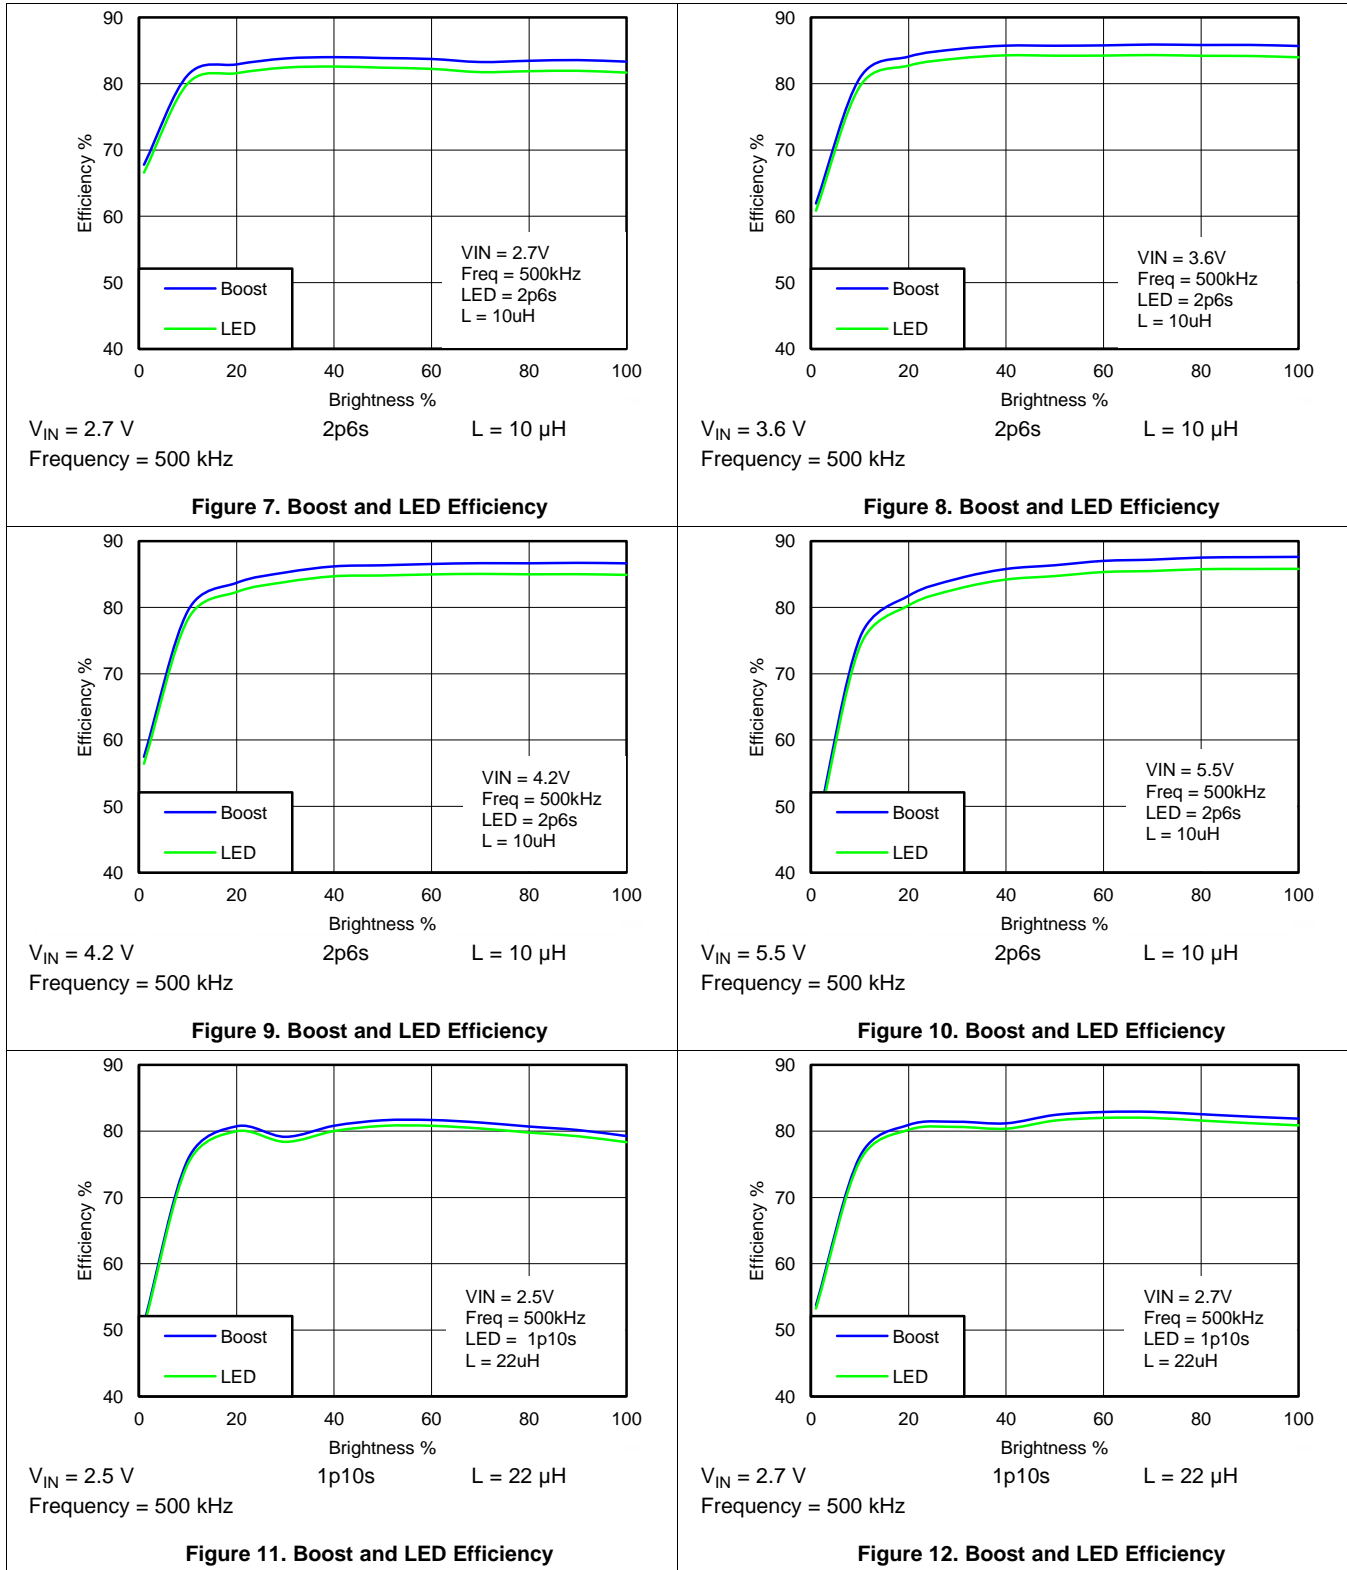 90
80
70
60
50
40
Efficiency %
VIN = 2.7V
Freq = 500kHz
LED = 2p6s
L = 10uH
Boost
LED
0 20 40 60 80 100
Brightness %
V_IN = 2.7 V 2p6s L = 10 µH
Frequency = 500 kHz
Figure 7. Boost and LED Efficiency
90
80
70
60
50
40
Efficiency %
VIN = 3.6V
Freq = 500kHz
LED = 2p6s
L = 10uH
Boost
LED
0 20 40 60 80 100
Brightness %
V_IN = 3.6 V 2p6s L = 10 µH
Frequency = 500 kHz
Figure 8. Boost and LED Efficiency
90
80
70
60
50
40
Efficiency %
VIN = 4.2V
Freq = 500kHz
LED = 2p6s
L = 10uH
Boost
LED
0 20 40 60 80 100
Brightness %
V_IN = 4.2 V 2p6s L = 10 µH
Frequency = 500 kHz
Figure 9. Boost and LED Efficiency
90
80
70
60
50
40
Efficiency %
VIN = 5.5V
Freq = 500kHz
LED = 2p6s
L = 10uH
Boost
LED
0 20 40 60 80 100
Brightness %
V_IN = 5.5 V 2p6s L = 10 µH
Frequency = 500 kHz
Figure 10. Boost and LED Efficiency
90
80
70
60
50
40
Efficiency %
VIN = 2.5V
Freq = 500kHz
LED = 1p10s
L = 22uH
Boost
LED
0 20 40 60 80 100
Brightness %
V_IN = 2.5 V 1p10s L = 22 µH
Frequency = 500 kHz
Figure 11. Boost and LED Efficiency
90
80
70
60
50
40
Efficiency %
VIN = 2.7V
Freq = 500kHz
LED = 1p10s
L = 22uH
Boost
LED
0 20 40 60 80 100
Brightness %
V_IN = 2.7 V 1p10s L = 22 µH
Frequency = 500 kHz
Figure 12. Boost and LED Efficiency